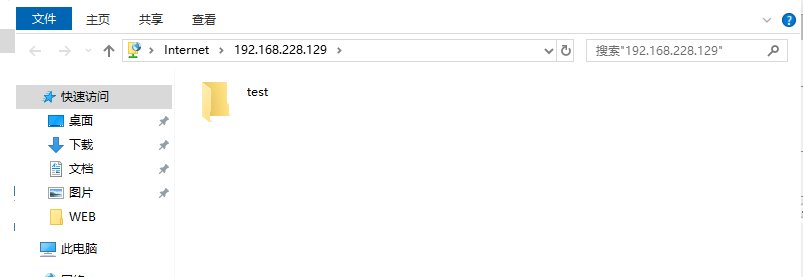 文件 主页 共享 查看
Internet 192.168.228.129 搜索"192.168.228.129"
快速访问
test
桌面
下载
文档
图片
WEB
此电脑